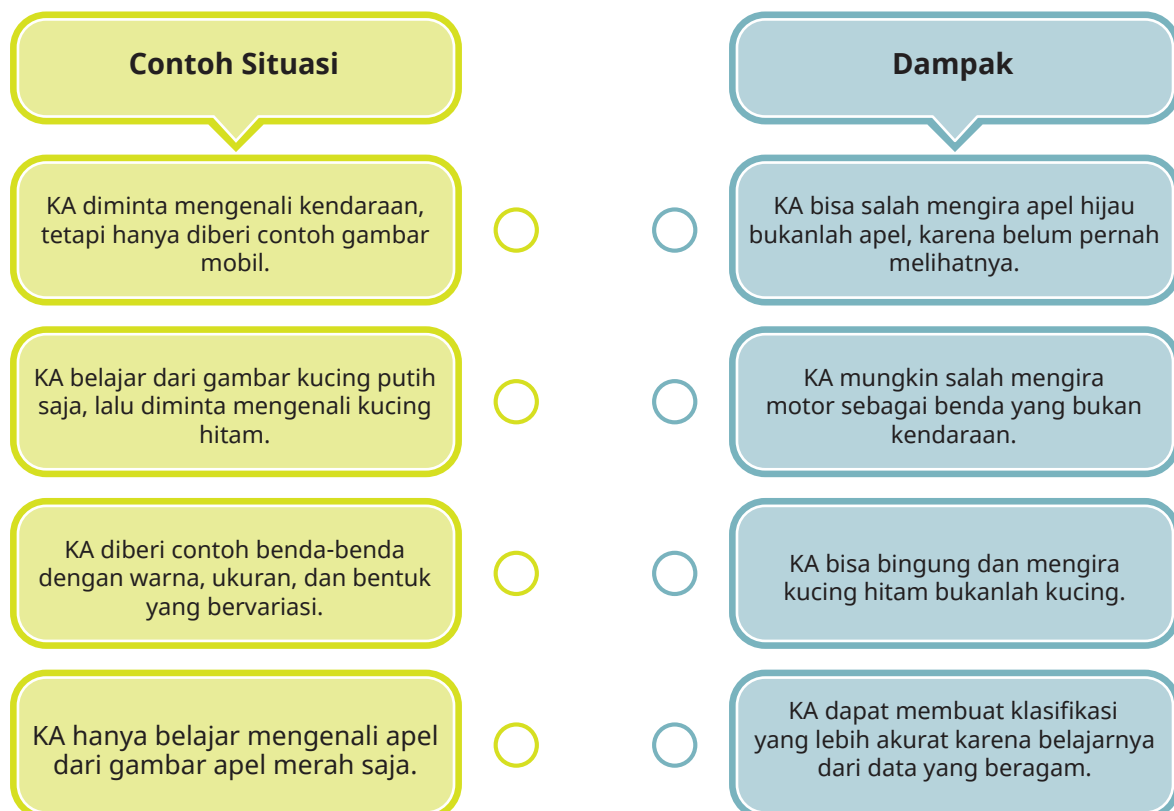 Contoh Situasi
Dampak
KA diminta mengenali kendaraan,
tetapi hanya diberi contoh gambar
mobil.
KA bisa salah mengira apel hijau
bukanlah apel, karena belum pernah
melihatnya.
KA belajar dari gambar kucing putih
saja, lalu diminta mengenali kucing
hitam.
KA mungkin salah mengira
motor sebagai benda yang bukan
kendaraan.
KA diberi contoh benda-benda
dengan warna, ukuran, dan bentuk
yang bervariasi.
KA bisa bingung dan mengira
kucing hitam bukanlah kucing.
KA hanya belajar mengenali apel
dari gambar apel merah saja.
KA dapat membuat klasifikasi
yang lebih akurat karena belajarnya
dari data yang beragam.